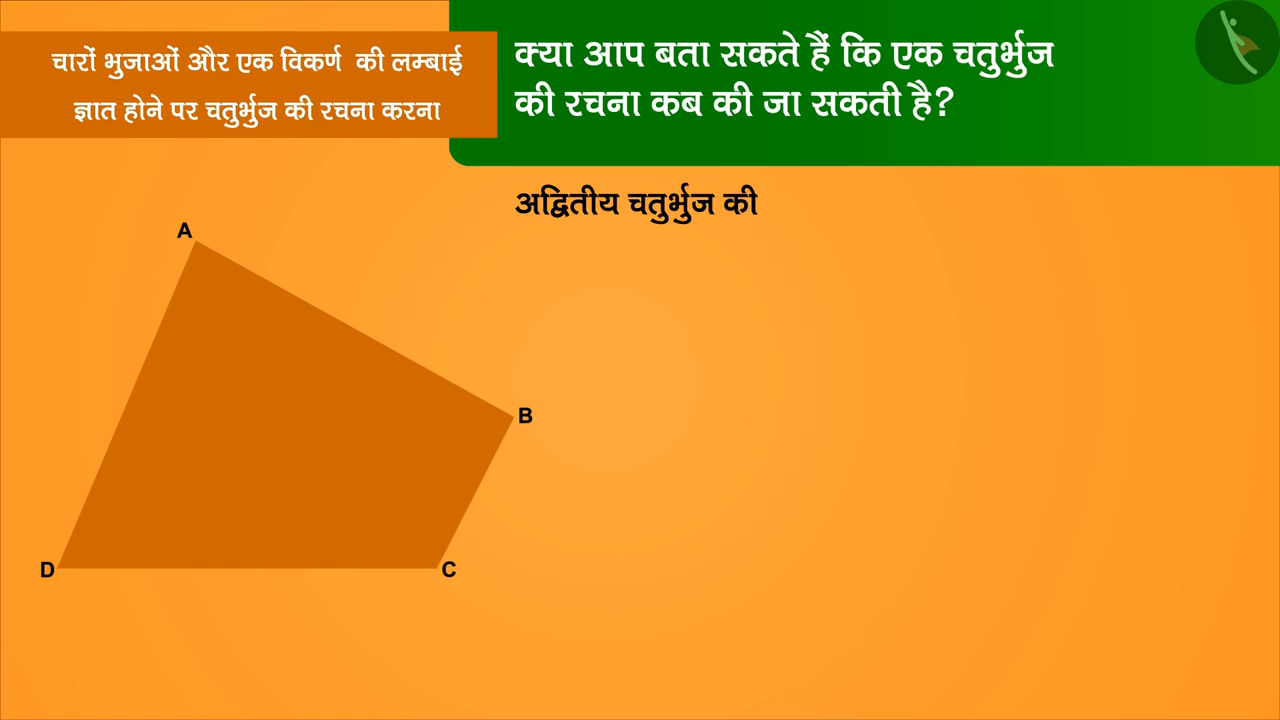 चारों भुजाओं और एक विकर्ण की लम्बाई
ज्ञात होने पर चतुर्भुज की रचना करना
क्या आप बता सकते हैं कि एक चतुर्भुज
की रचना कब की जा सकती है?
अद्वितीय चतुर्भुज की
A
B
D
C